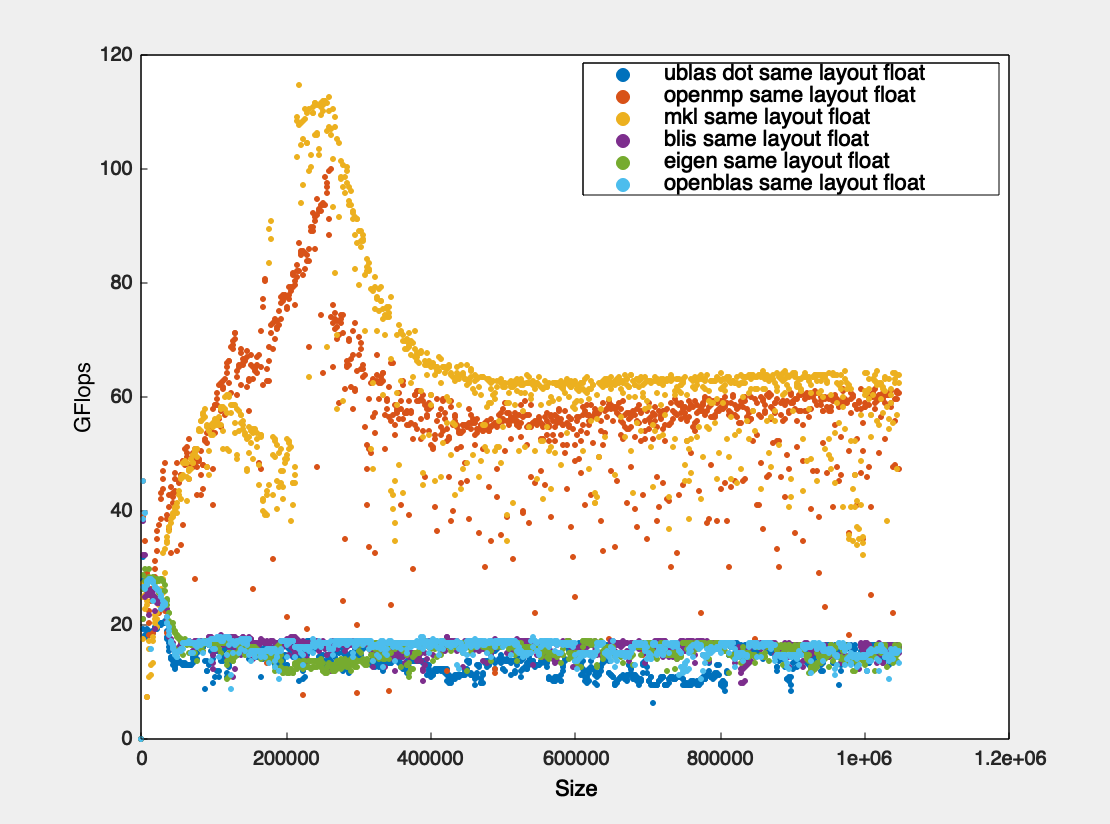 120
100
80
60
40
20
0
GFlops
ublas dot same layout float
openmp same layout float
mkl same layout float
blis same layout float
eigen same layout float
openblas same layout float
0 200000 400000 600000 800000 1e+06 1.2e+06
Size